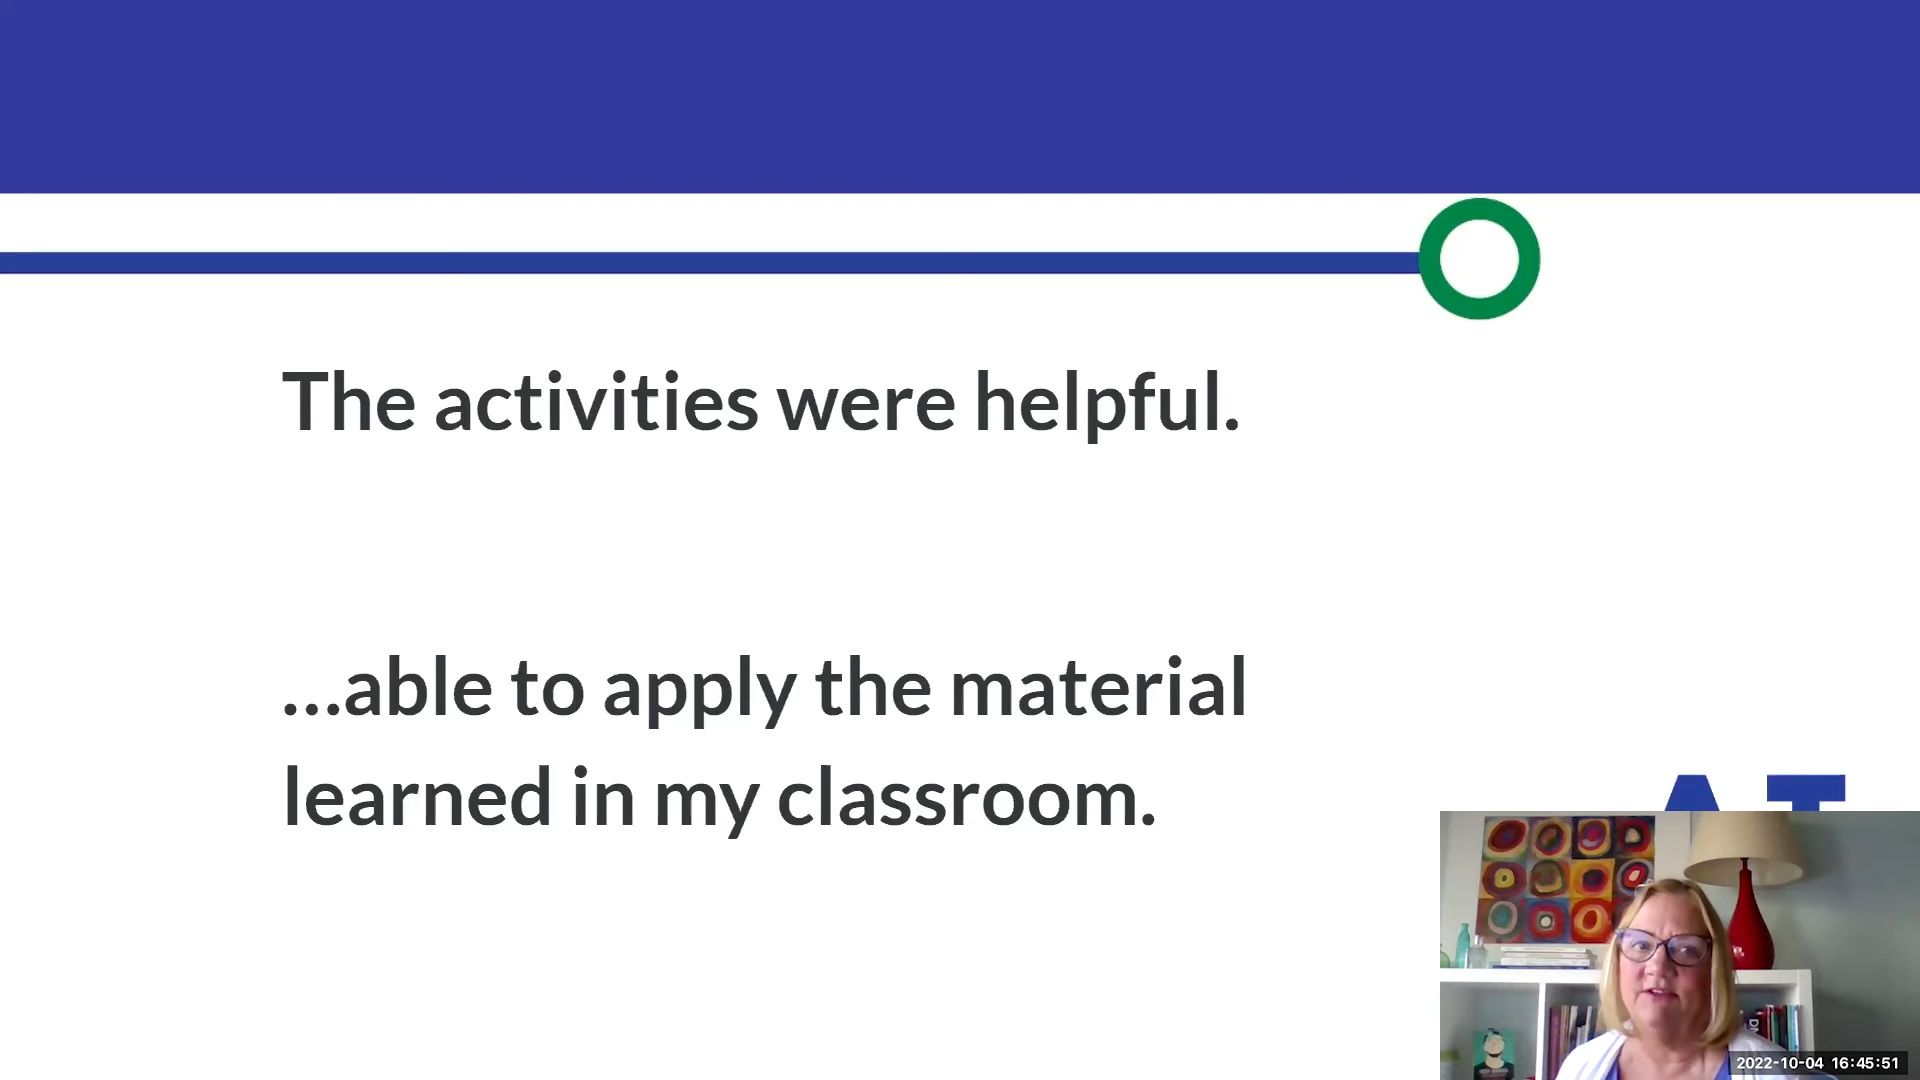 The activities were helpful.
…able to apply the material
learned in my classroom.
AT
2022-10-04 16:45:51